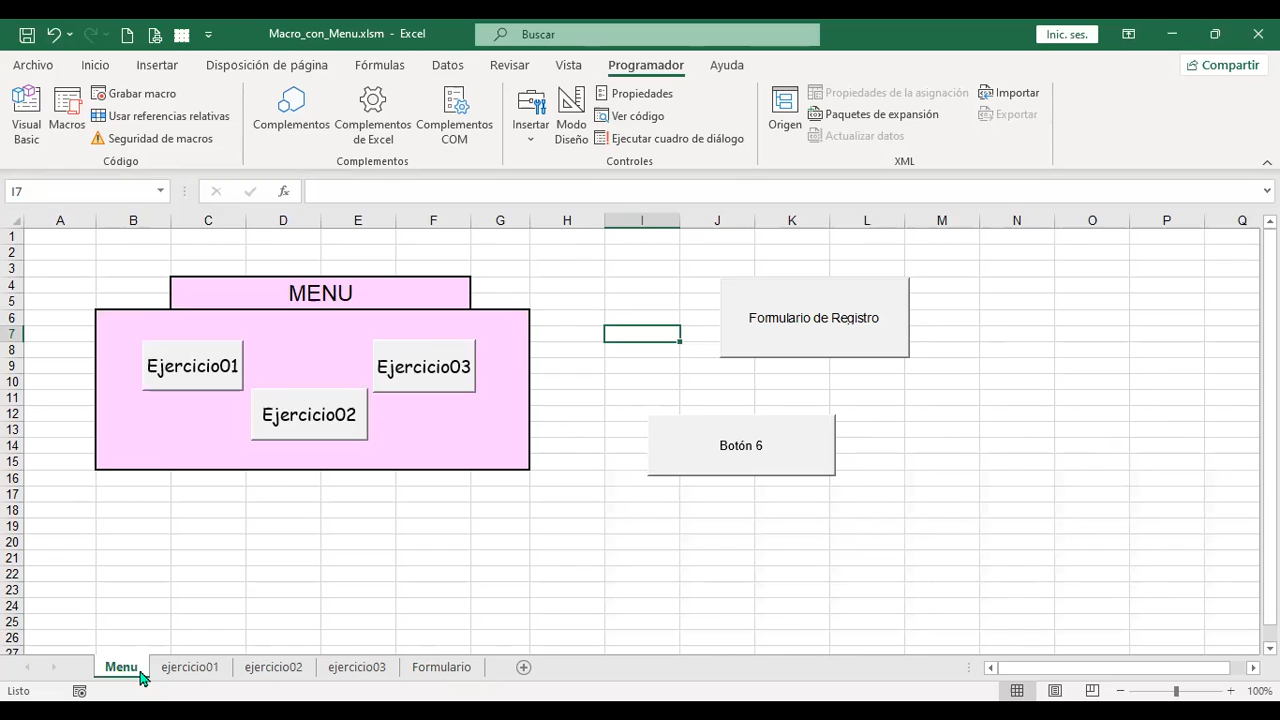 Macro_con_Menu.xlsm - Excel
Buscar
Inic. ses.
Archivo Inicio Insertar Disposición de página Fórmulas Datos Revisar Vista Programador Ayuda Compartir
Visual Basic
Macros
Grabar macro
Usar referencias relativas
Seguridad de macros
Código
Complementos
Complementos de Excel
Complementos COM
Complementos
Insertar
Modo Diseño
Propiedades
Ver código
Ejecutar cuadro de diálogo
Controles
Origen
Propiedades de la asignación
Paquetes de expansión
Actualizar datos
Importar
Exportar
XML
I7
fx
A B C D E F G H I J K L M N O P Q
1
2
3
4
5
6
7
8
9
10
11
12
13
14
15
16
17
18
19
20
21
22
23
24
25
26
27
MENU
Ejercicio01
Ejercicio03
Ejercicio02
Formulario de Registro
Botón 6
Menu ejercicio01 ejercicio02 ejercicio03 Formulario
Listo
100%